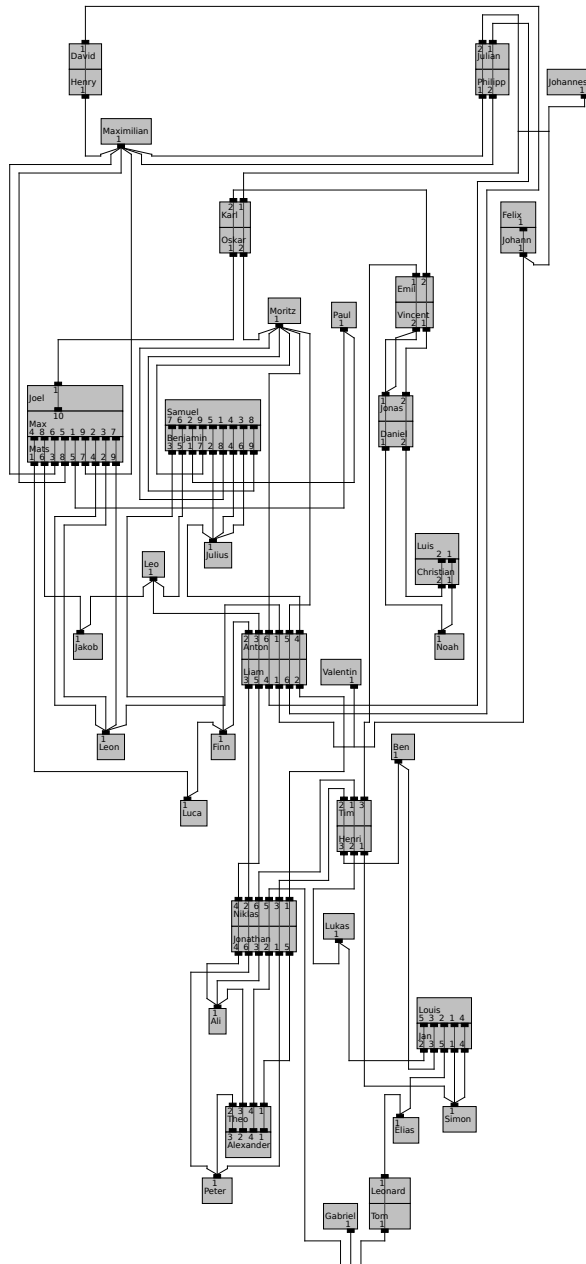 1 2 1
David Julian
Henry Philipp Johannes
1 1 2 1
Maximilian
1
2 1
Karl Felix
1
Oskar Johann
1 2 1
1 2
Emil
Moritz Paul
1 1
Vincent
2 1
1
Joel
10
1 2
Jonas
Samuel
7 6 2 9 5 1 4 3 8
Max
4 8 6 5 1 9 2 3 7
Benjamin
Daniel
Mats
3 5 1 7 2 8 4 6 9
1 2
1 6 3 8 5 7 4 2 10 9
Luis
2 1
1
Julius
Leo
1
Christian
2 1
1
Jakob
2 3 6 1 5 4
Anton
1
Noah
Liam
3 5 4 1 6 2
Valentin
1
1
Leon
1
Finn
Ben
1
1
Luca
2 1 3
Tim
Henri
3 2 1
4 2 6 5 3 1
Niklas
Lukas
1
Jonathan
4 6 3 2 1 5
1
Ali
Louis
5 3 2 1 4
Jan
2 3 5 1 4
2 3 4 1
Theo
1
Elias
1
Simon
3 2 4 1
Alexander
1
Peter
1
Leonard
Gabriel
1
Tom
1